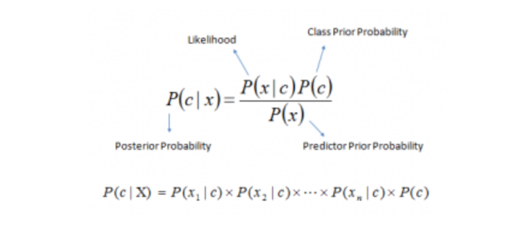 Likelihood
Class Prior Probability
P(c | x) = P(x | c)P(c) / P(x)
Posterior Probability
Predictor Prior Probability
P(c | X) = P(x₁ | c) × P(x₂ | c) × ⋯ × P(xₙ | c) × P(c)